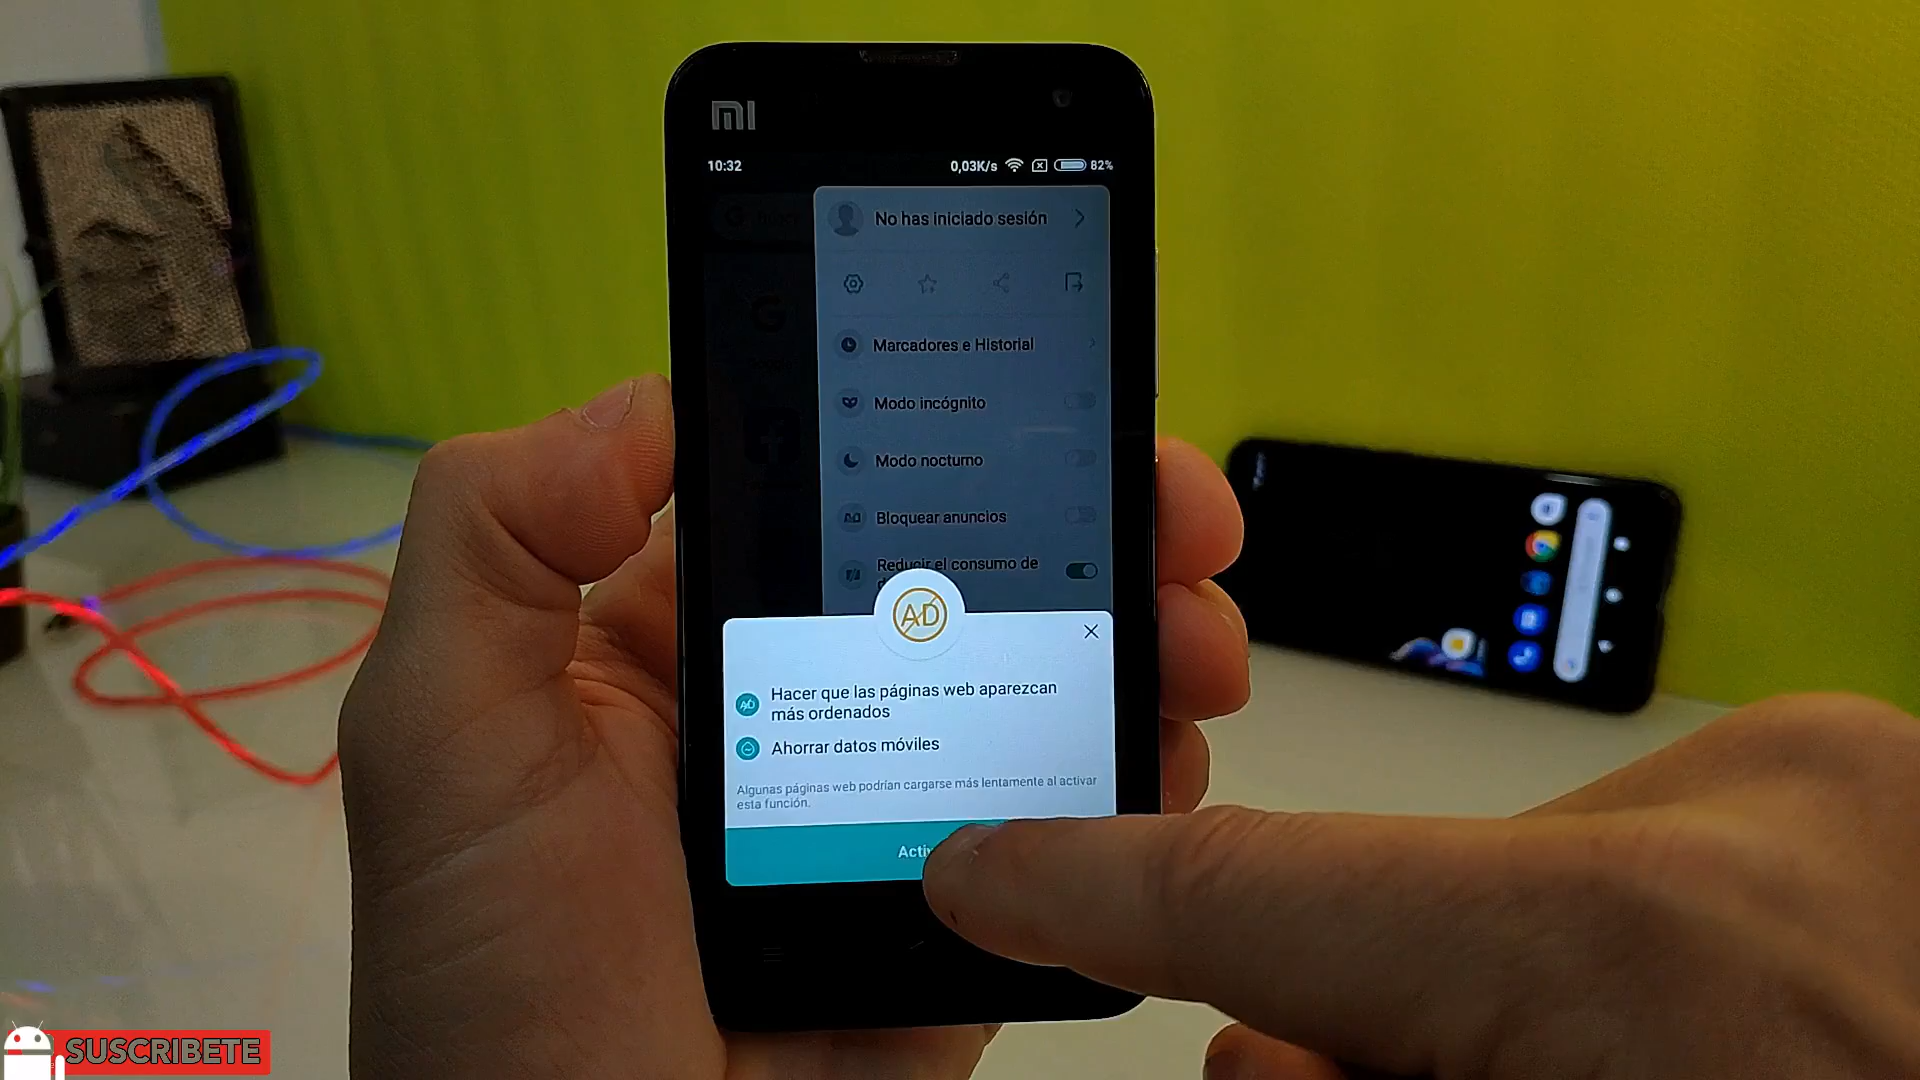 mi
10:32
0,03K/s
82%
No has iniciado sesión
Marcadores e Historial
Modo incógnito
Modo nocturno
Bloquear anuncios
Reducir el consumo de
AD
Hacer que las páginas web aparezcan
más ordenados
Ahorrar datos móviles
Algunas páginas web podrían cargarse más lentamente al activar
esta función.
Activ
SUSCRIBETE